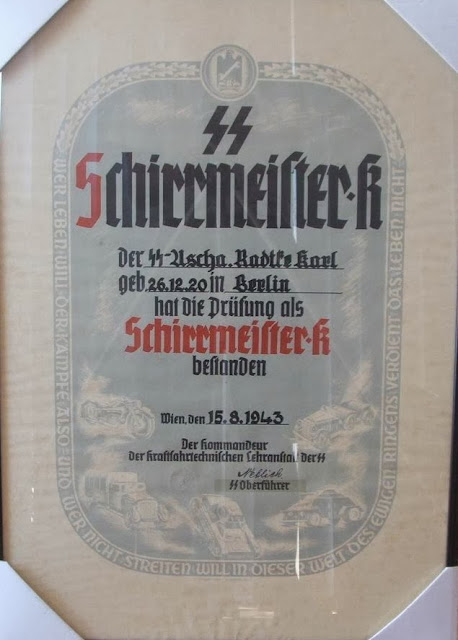 SS
Schirrmeister-K
der SS-Uscha. Radtke Karl
geb. 26.12.20 in Berlin
hat die Prüfung als
Schirrmeister-K
bestanden
Wien, den 15.8.1943
Der Kommandeur
der Kraftfahrtechnischen Lehranstalt der SS
SS Oberführer
WER LEBEN WILL DER KÄMPFE ALSO UND WER NICHT STREITEN WILL IN DIESER WELT DES EWIGEN RINGENS VERDIENT DAS LEBEN NICHT